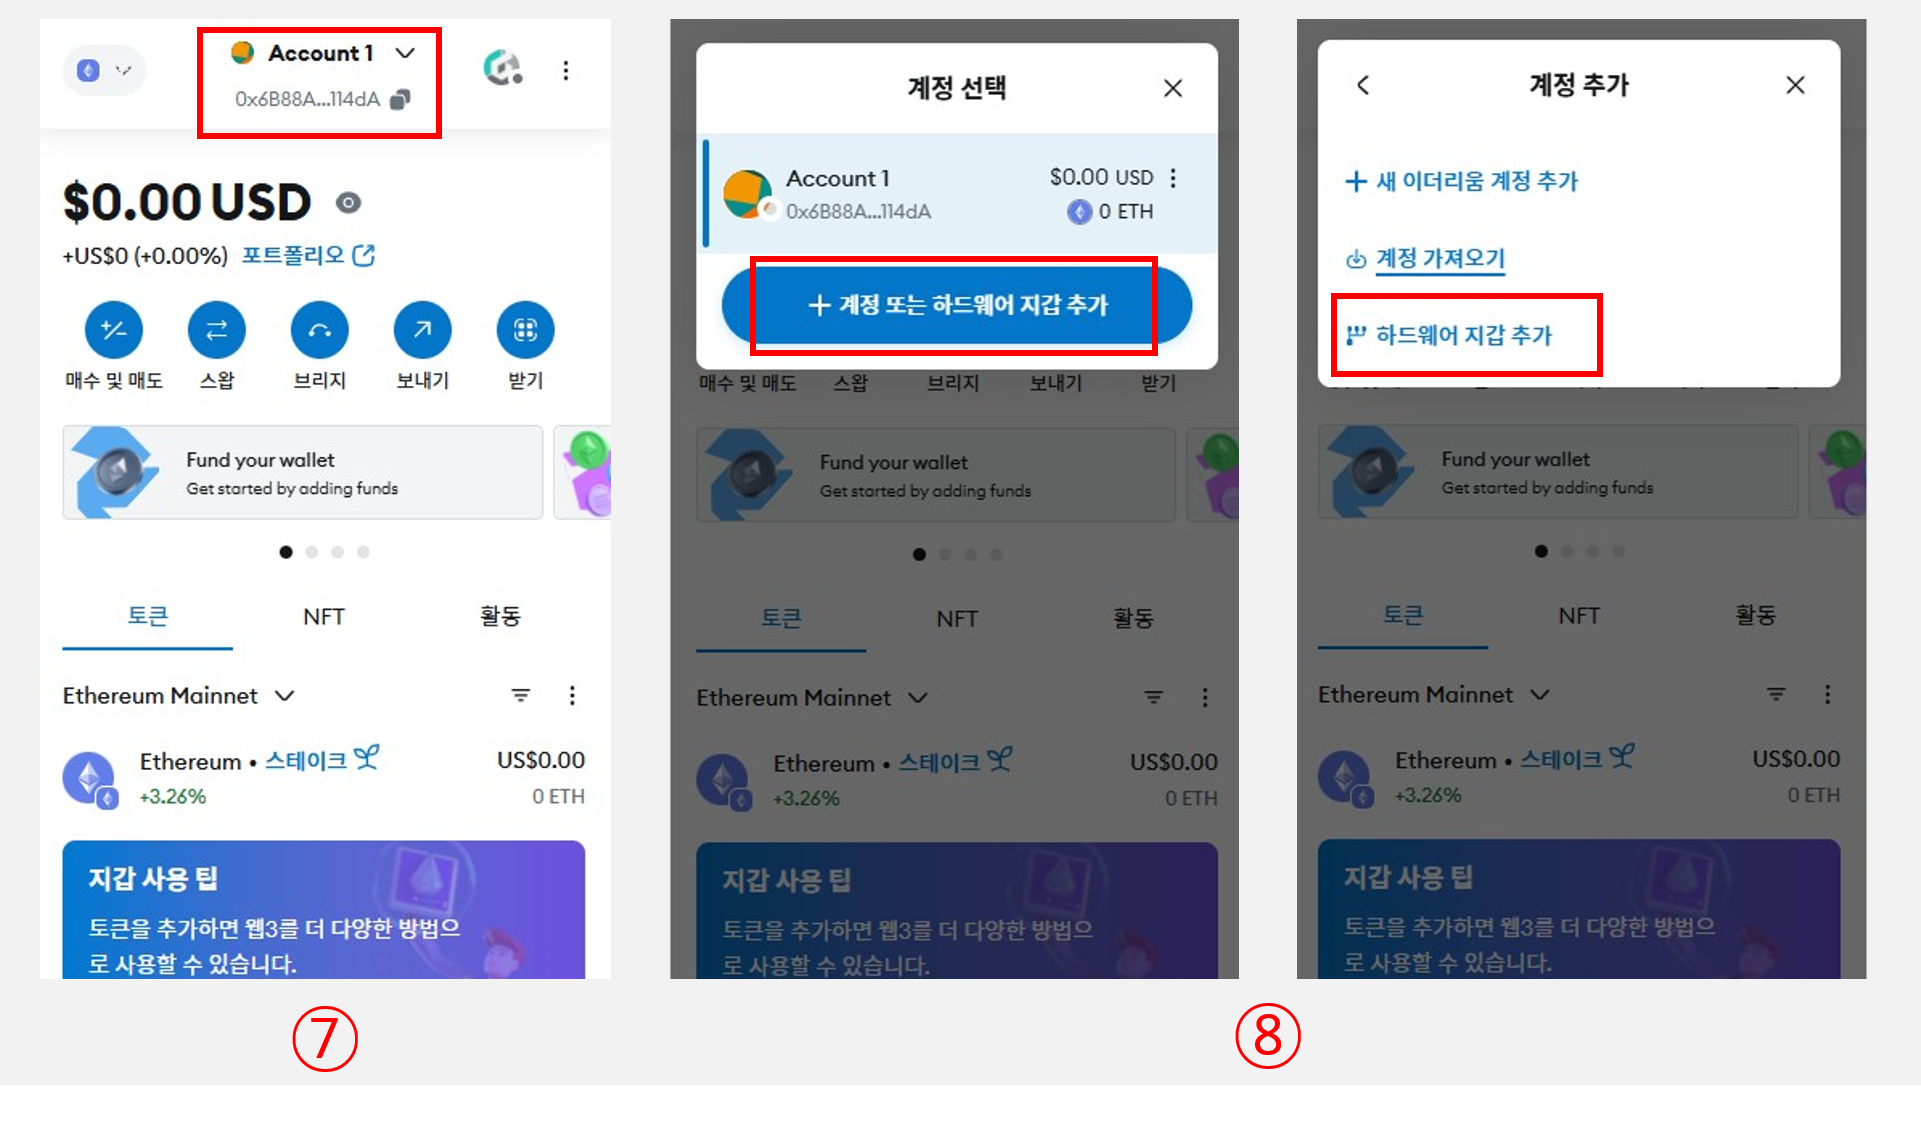 Account 1
0x6B88A...114dA
$0.00 USD
+US$0 (+0.00%) 포트폴리오
매수 및 매도 스왑 브리지 보내기 받기
Fund your wallet
Get started by adding funds
토큰 NFT 활동
Ethereum Mainnet
Ethereum • 스테이크 US$0.00
+3.26% 0 ETH
지갑 사용 팁
토큰을 추가하면 웹3를 더 다양한 방법으
로 사용할 수 있습니다.
⑦
계정 선택
Account 1 $0.00 USD
0x6B88A...114dA 0 ETH
+ 계정 또는 하드웨어 지갑 추가
매수 및 매도 스왑 브리지 보내기 받기
Fund your wallet
Get started by adding funds
토큰 NFT 활동
Ethereum Mainnet
Ethereum • 스테이크 US$0.00
+3.26% 0 ETH
지갑 사용 팁
토큰을 추가하면 웹3를 더 다양한 방법으
로 사용할 수 있습니다.
계정 추가
+ 새 이더리움 계정 추가
계정 가져오기
하드웨어 지갑 추가
Fund your wallet
Get started by adding funds
토큰 NFT 활동
Ethereum Mainnet
Ethereum • 스테이크 US$0.00
+3.26% 0 ETH
지갑 사용 팁
토큰을 추가하면 웹3를 더 다양한 방법으
로 사용할 수 있습니다.
⑧